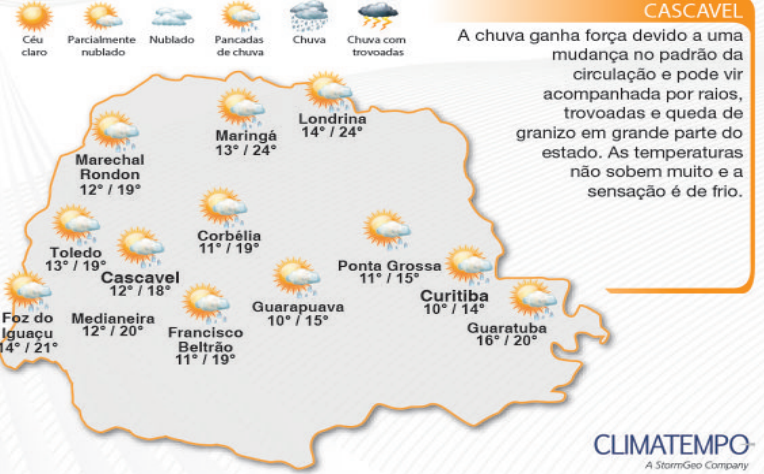 Céu
claro
Parcialmente
nublado
Nublado
Pancadas
de chuva
Chuva
Chuva com
trovoadas
CASCAVEL
A chuva ganha força devido a uma
mudança no padrão da
circulação e pode vir
acompanhada por raios,
trovoadas e queda de
granizo em grande parte do
estado. As temperaturas
não sobem muito e a
sensação é de frio.
Londrina
14° / 24°
Maringá
13° / 24°
Marechal
Rondon
12° / 19°
Corbélia
11° / 19°
Toledo
13° / 19°
Cascavel
12° / 18°
Ponta Grossa
11° / 15°
Curitiba
10° / 14°
Guarapuava
10° / 15°
Foz do
Iguaçu
14° / 21°
Medianeira
12° / 20°
Francisco
Beltrão
11° / 19°
Guaratuba
16° / 20°
CLIMATEMPO
A StormGeo Company